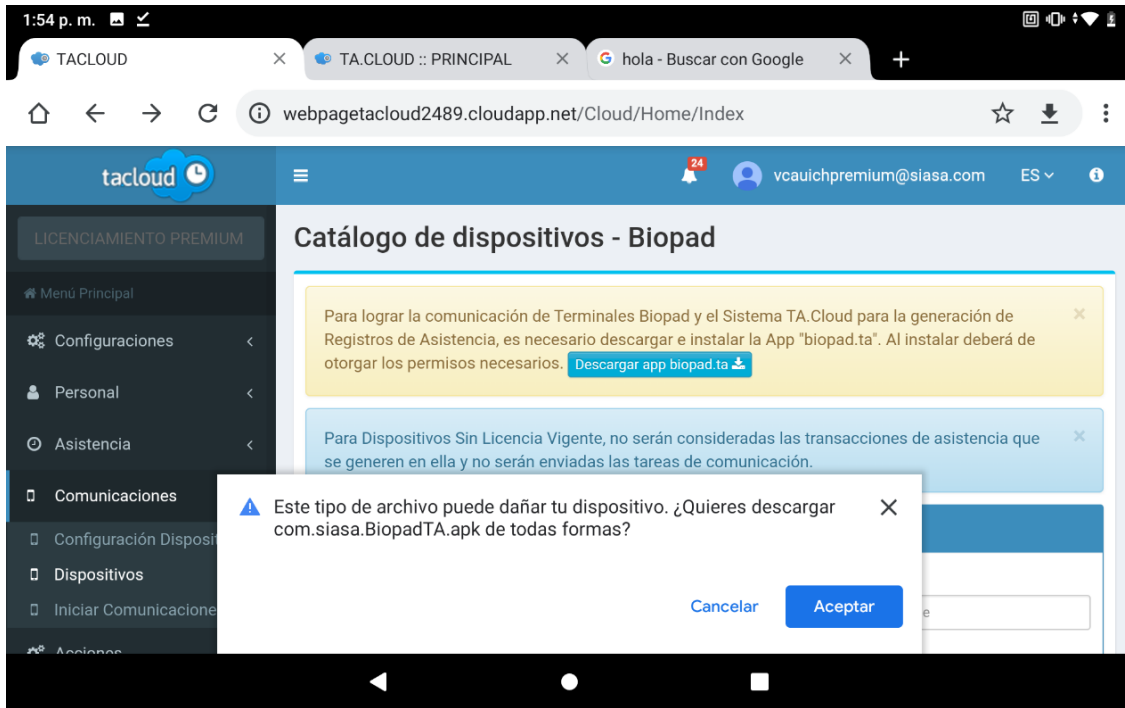 1:54 p. m.
TACLOUD
TA.CLOUD :: PRINCIPAL
hola - Buscar con Google
webpagetacloud2489.cloudapp.net/Cloud/Home/Index
tacloud
24
vcauichpremium@siasa.com
ES
LICENCIAMIENTO PREMIUM
Menú Principal
Configuraciones
Personal
Asistencia
Comunicaciones
Configuración Disposit
Dispositivos
Iniciar Comunicacione
Acciones
Catálogo de dispositivos - Biopad
Para lograr la comunicación de Terminales Biopad y el Sistema TA.Cloud para la generación de
Registros de Asistencia, es necesario descargar e instalar la App "biopad.ta". Al instalar deberá de
otorgar los permisos necesarios. Descargar app biopad.ta
Para Dispositivos Sin Licencia Vigente, no serán consideradas las transacciones de asistencia que
se generen en ella y no serán enviadas las tareas de comunicación.
Este tipo de archivo puede dañar tu dispositivo. ¿Quieres descargar
com.siasa.BiopadTA.apk de todas formas?
Cancelar
Aceptar